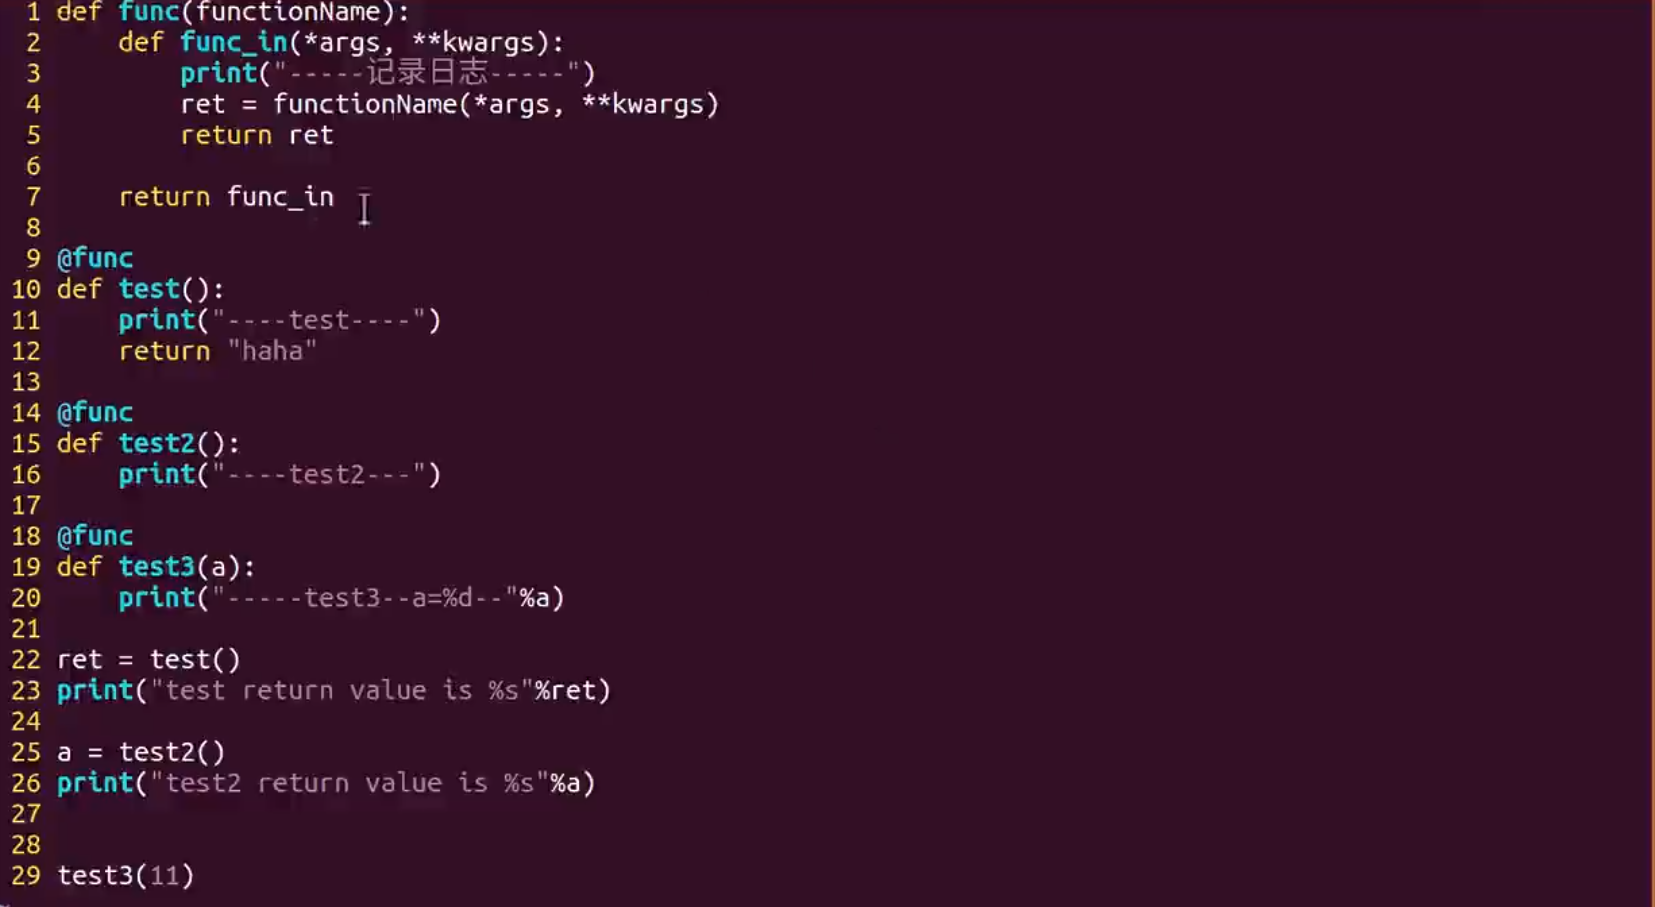 1 def func(functionName):
2     def func_in(*args, **kwargs):
3         print("-----记录日志-----")
4         ret = functionName(*args, **kwargs)
5         return ret
6
7     return func_in
8
9 @func
10 def test():
11     print("----test----")
12     return "haha"
13
14 @func
15 def test2():
16     print("----test2---")
17
18 @func
19 def test3(a):
20     print("-----test3--a=%d--"%a)
21
22 ret = test()
23 print("test return value is %s"%ret)
24
25 a = test2()
26 print("test2 return value is %s"%a)
27
28
29 test3(11)